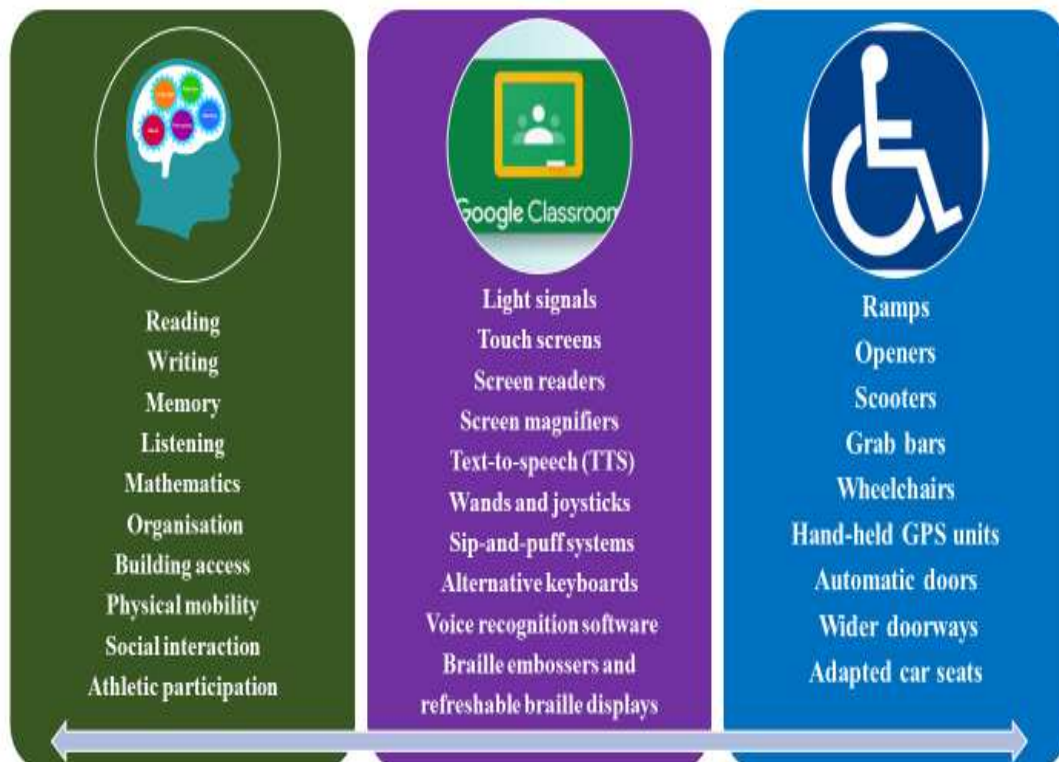 Reading
Writing
Memory
Listening
Mathematics
Organisation
Building access
Physical mobility
Social interaction
Athletic participation
Google Classroom
Light signals
Touch screens
Screen readers
Screen magnifiers
Text-to-speech (TTS)
Wands and joysticks
Sip-and-puff systems
Alternative keyboards
Voice recognition software
Braille embossers and
refreshable braille displays
Ramps
Openers
Scooters
Grab bars
Wheelchairs
Hand-held GPS units
Automatic doors
Wider doorways
Adapted car seats